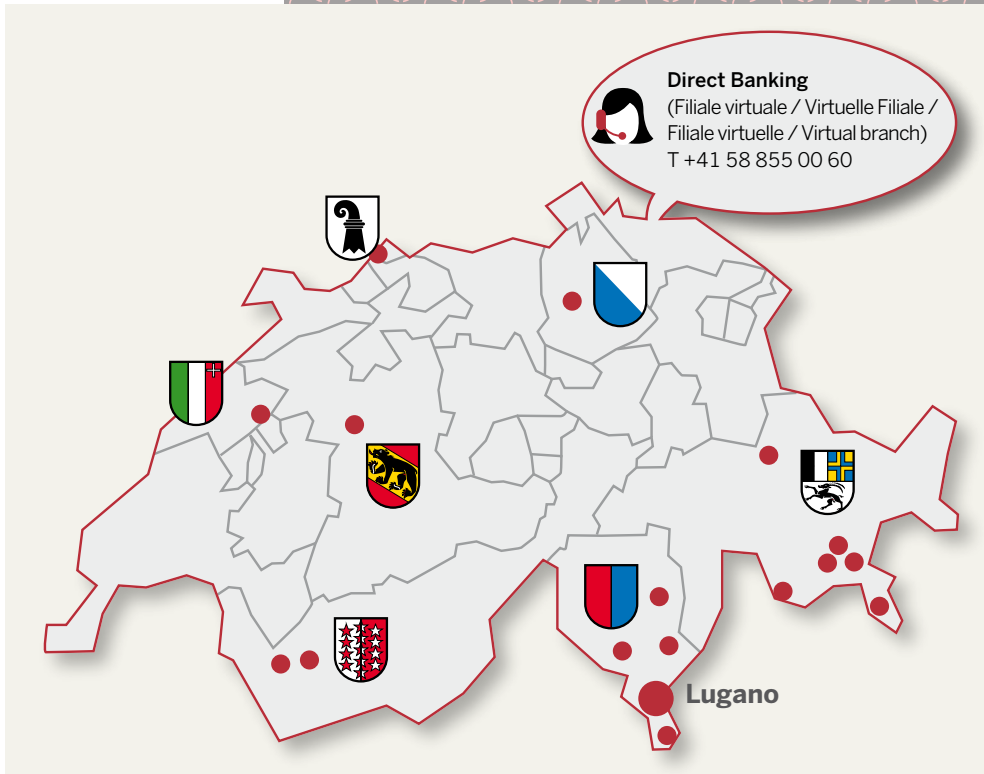 Direct Banking
(Filiale virtuale / Virtuelle Filiale /
Filiale virtuelle / Virtual branch)
T +41 58 855 00 60
Lugano